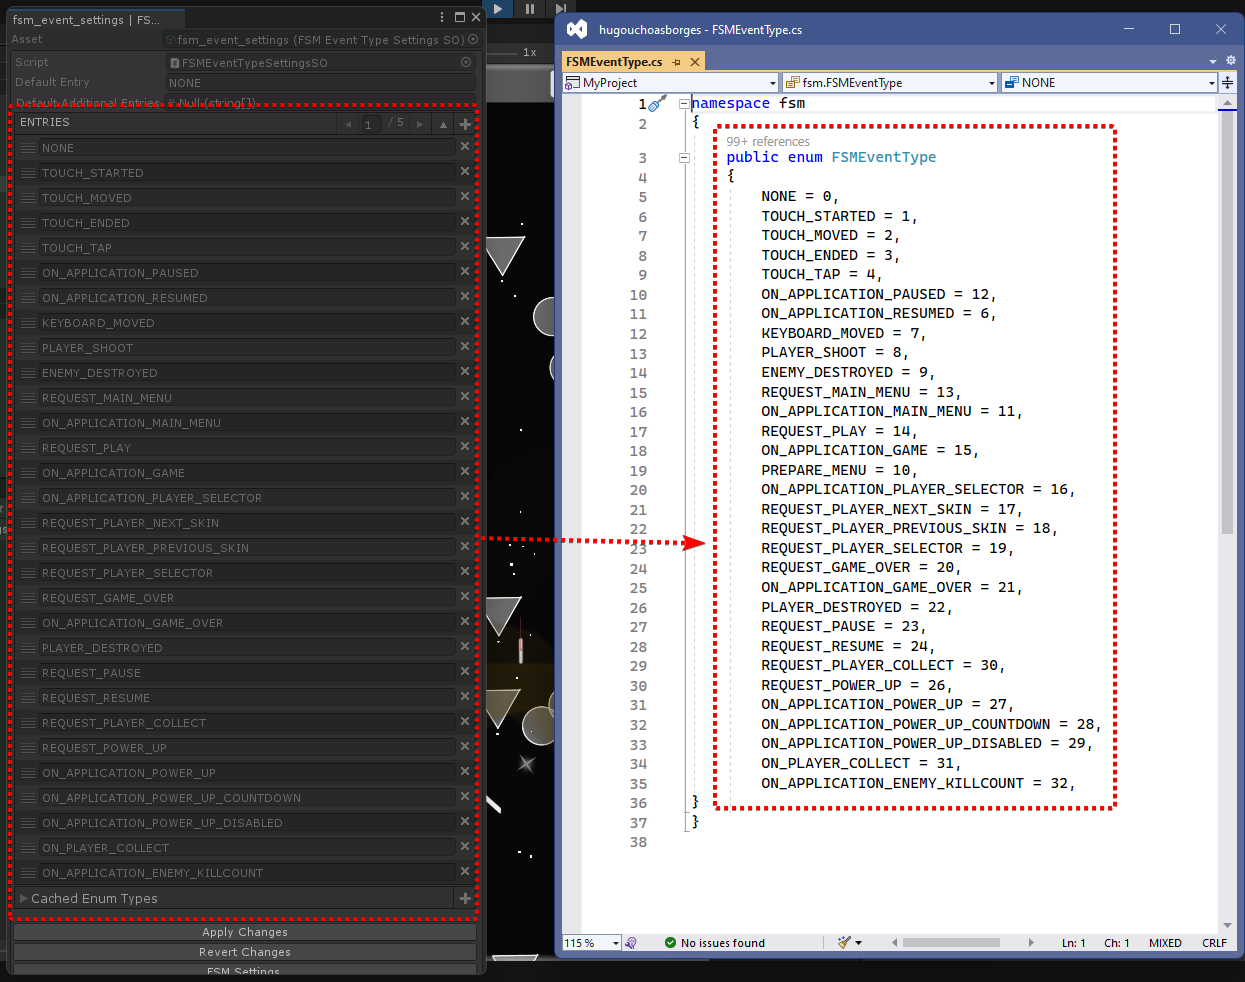 fsm_event_settings | FS...
Asset
fsm_event_settings (FSM Event Type Settings SO)
Script
FSMEventTypeSettingsSO
Default Entry
NONE
Default Additional Entries
Null (string[])
ENTRIES
1 / 5
NONE
TOUCH_STARTED
TOUCH_MOVED
TOUCH_ENDED
TOUCH_TAP
ON_APPLICATION_PAUSED
ON_APPLICATION_RESUMED
KEYBOARD_MOVED
PLAYER_SHOOT
ENEMY_DESTROYED
REQUEST_MAIN_MENU
ON_APPLICATION_MAIN_MENU
REQUEST_PLAY
ON_APPLICATION_GAME
ON_APPLICATION_PLAYER_SELECTOR
REQUEST_PLAYER_NEXT_SKIN
REQUEST_PLAYER_PREVIOUS_SKIN
REQUEST_PLAYER_SELECTOR
REQUEST_GAME_OVER
ON_APPLICATION_GAME_OVER
PLAYER_DESTROYED
REQUEST_PAUSE
REQUEST_RESUME
REQUEST_PLAYER_COLLECT
REQUEST_POWER_UP
ON_APPLICATION_POWER_UP
ON_APPLICATION_POWER_UP_COUNTDOWN
ON_APPLICATION_POWER_UP_DISABLED
ON_PLAYER_COLLECT
ON_APPLICATION_ENEMY_KILLCOUNT
Cached Enum Types
Apply Changes
Revert Changes
FSM Settings
1x
hugouchoasborges - FSMEventType.cs
FSMEventType.cs
MyProject
fsm.FSMEventType
NONE
1 namespace fsm
2 {
99+ references
3 public enum FSMEventType
4 {
5 NONE = 0,
6 TOUCH_STARTED = 1,
7 TOUCH_MOVED = 2,
8 TOUCH_ENDED = 3,
9 TOUCH_TAP = 4,
10 ON_APPLICATION_PAUSED = 12,
11 ON_APPLICATION_RESUMED = 6,
12 KEYBOARD_MOVED = 7,
13 PLAYER_SHOOT = 8,
14 ENEMY_DESTROYED = 9,
15 REQUEST_MAIN_MENU = 13,
16 ON_APPLICATION_MAIN_MENU = 11,
17 REQUEST_PLAY = 14,
18 ON_APPLICATION_GAME = 15,
19 PREPARE_MENU = 10,
20 ON_APPLICATION_PLAYER_SELECTOR = 16,
21 REQUEST_PLAYER_NEXT_SKIN = 17,
22 REQUEST_PLAYER_PREVIOUS_SKIN = 18,
23 REQUEST_PLAYER_SELECTOR = 19,
24 REQUEST_GAME_OVER = 20,
25 ON_APPLICATION_GAME_OVER = 21,
26 PLAYER_DESTROYED = 22,
27 REQUEST_PAUSE = 23,
28 REQUEST_RESUME = 24,
29 REQUEST_PLAYER_COLLECT = 30,
30 REQUEST_POWER_UP = 26,
31 ON_APPLICATION_POWER_UP = 27,
32 ON_APPLICATION_POWER_UP_COUNTDOWN = 28,
33 ON_APPLICATION_POWER_UP_DISABLED = 29,
34 ON_PLAYER_COLLECT = 31,
35 ON_APPLICATION_ENEMY_KILLCOUNT = 32,
36 }
37 }
38
115 %
No issues found
Ln: 1 Ch: 1 MIXED CRLF